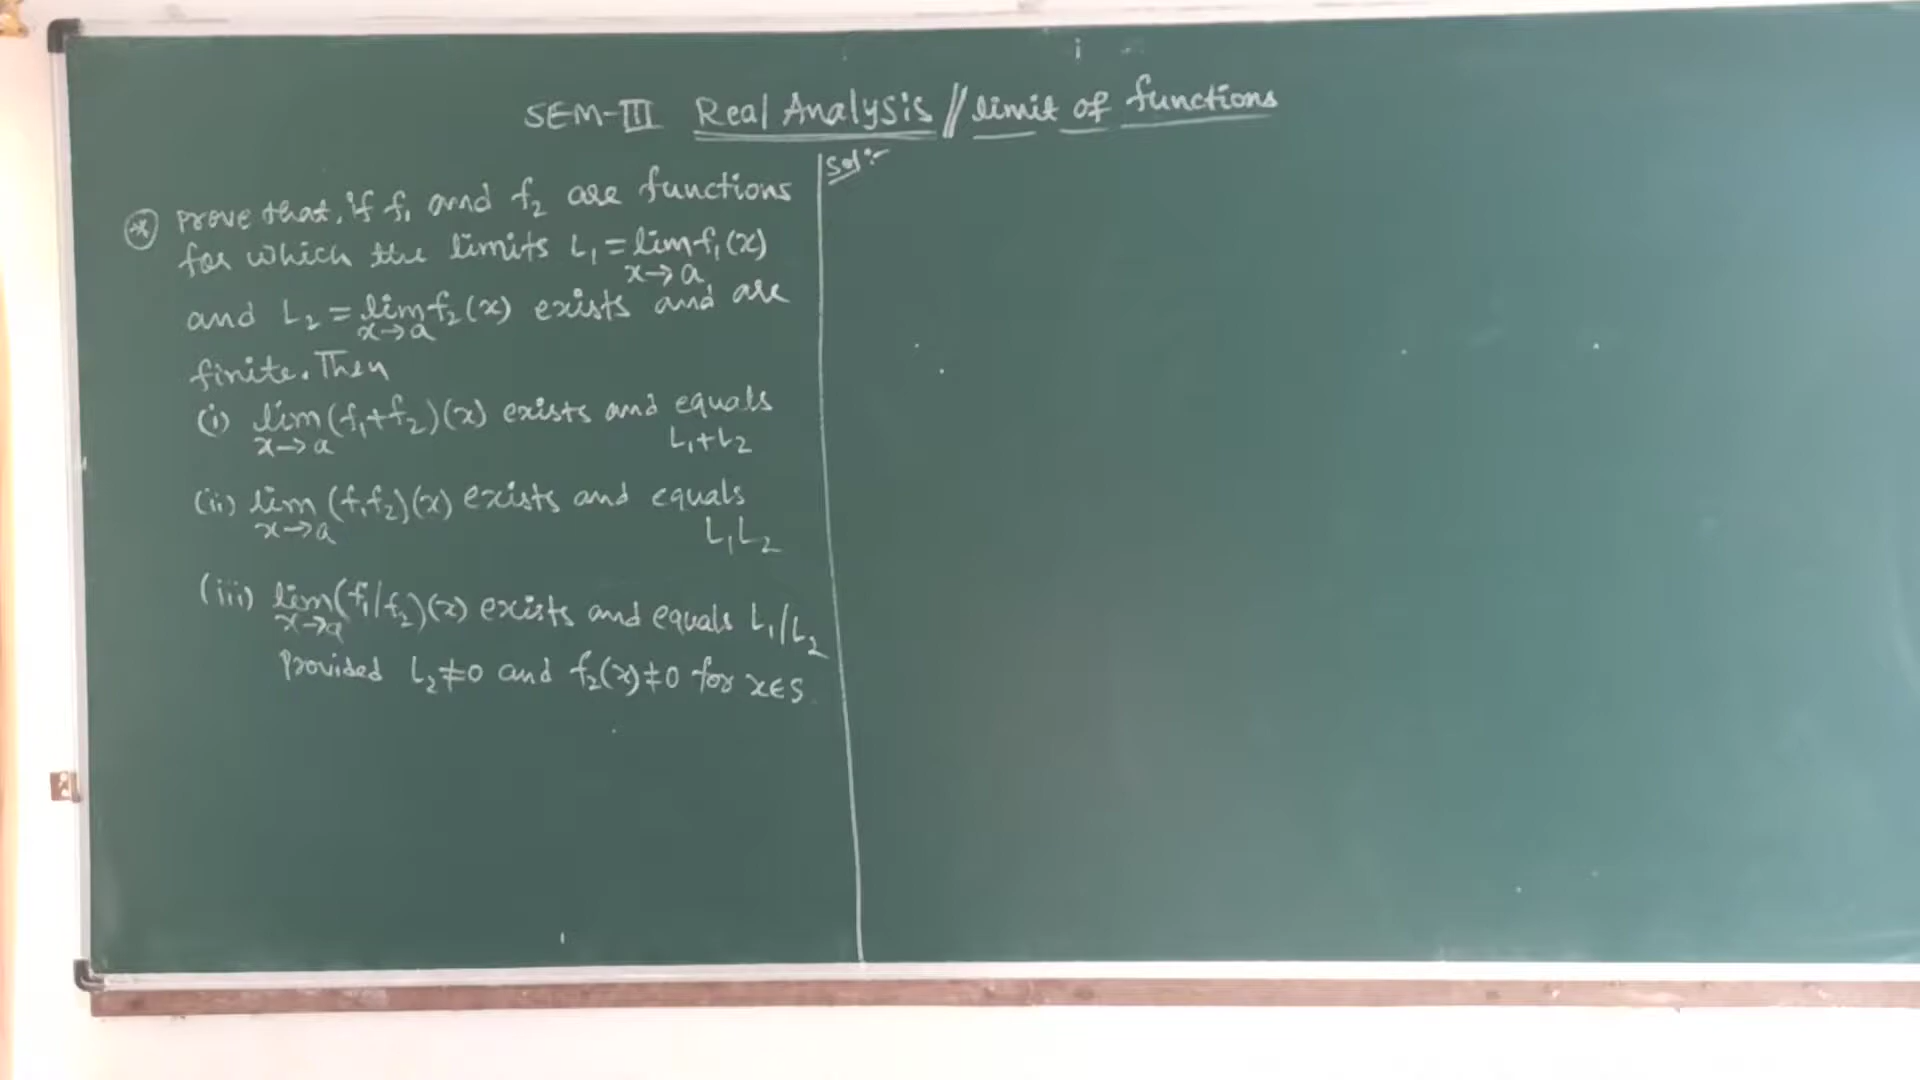 SEM-III Real Analysis // limit of functions
* Prove that, if f₁ and f₂ are functions
for which the limits L₁ = lim f₁(x)
x→a
and L₂ = lim f₂(x) exists and are
x→a
finite. Then
(i) lim (f₁+f₂)(x) exists and equals
x→a L₁+L₂
(ii) lim (f₁f₂)(x) exists and equals
x→a L₁L₂
(iii) lim (f₁/f₂)(x) exists and equals L₁/L₂
x→a
Provided L₂≠0 and f₂(x)≠0 for x∈S
Sol:-